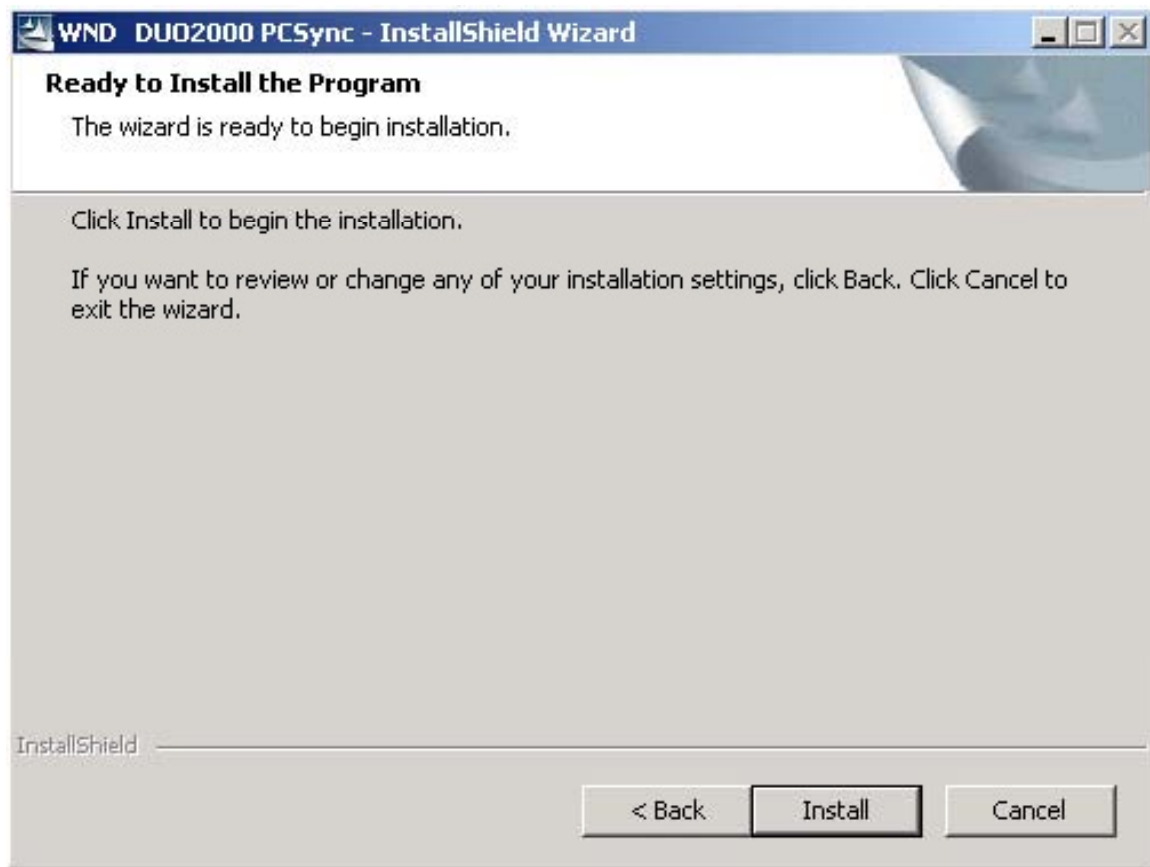 WND DUO2000 PCSync - InstallShield Wizard
Ready to Install the Program
The wizard is ready to begin installation.
Click Install to begin the installation.
If you want to review or change any of your installation settings, click Back. Click Cancel to
exit the wizard.
InstallShield
< Back Install Cancel